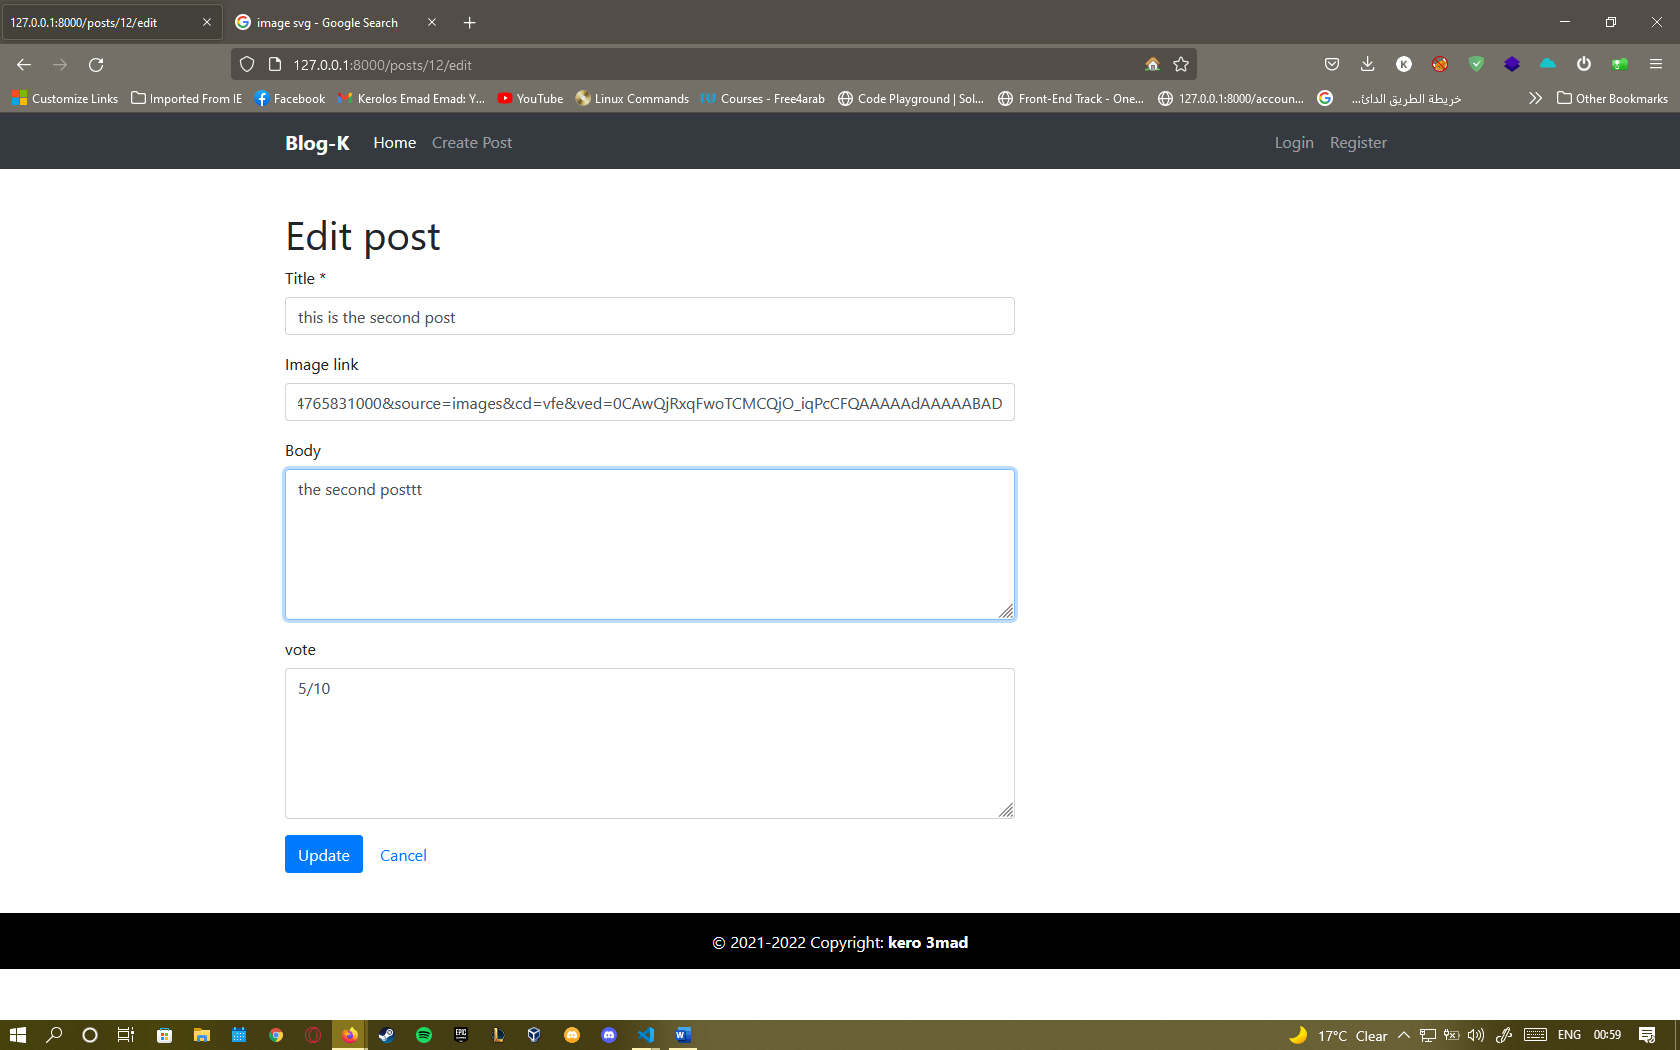 127.0.0.1:8000/posts/12/edit
image svg - Google Search
127.0.0.1:8000/posts/12/edit
K
Customize Links
Imported From IE
Facebook
Kerolos Emad Emad: Y...
YouTube
Linux Commands
Courses - Free4arab
Code Playground | Sol...
Front-End Track - One...
127.0.0.1:8000/accoun...
خريطة الطريق الدائ...
Other Bookmarks
Blog-K
Home
Create Post
Login
Register
Edit post
Title *
this is the second post
Image link
4765831000&source=images&cd=vfe&ved=0CAwQjRxqFwoTCMCQjO_iqPcCFQAAAAAdAAAAABAD
Body
the second posttt
vote
5/10
Update
Cancel
© 2021-2022 Copyright: kero 3mad
EPIC
17°C Clear
ENG
00:59